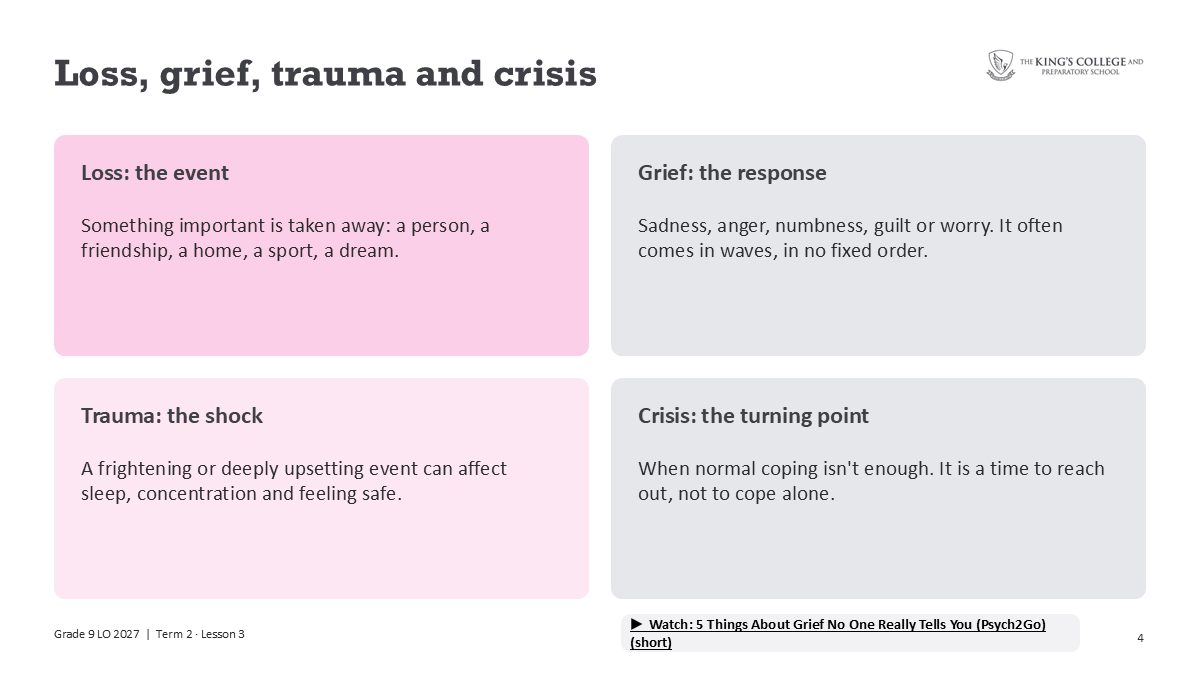 Loss, grief, trauma and crisis
THE KING'S COLLEGE AND
PREPARATORY SCHOOL
Loss: the event
Something important is taken away: a person, a
friendship, a home, a sport, a dream.
Grief: the response
Sadness, anger, numbness, guilt or worry. It often
comes in waves, in no fixed order.
Trauma: the shock
A frightening or deeply upsetting event can affect
sleep, concentration and feeling safe.
Crisis: the turning point
When normal coping isn't enough. It is a time to reach
out, not to cope alone.
Grade 9 LO 2027 | Term 2 · Lesson 3
▶ Watch: 5 Things About Grief No One Really Tells You (Psych2Go)
(short)
4